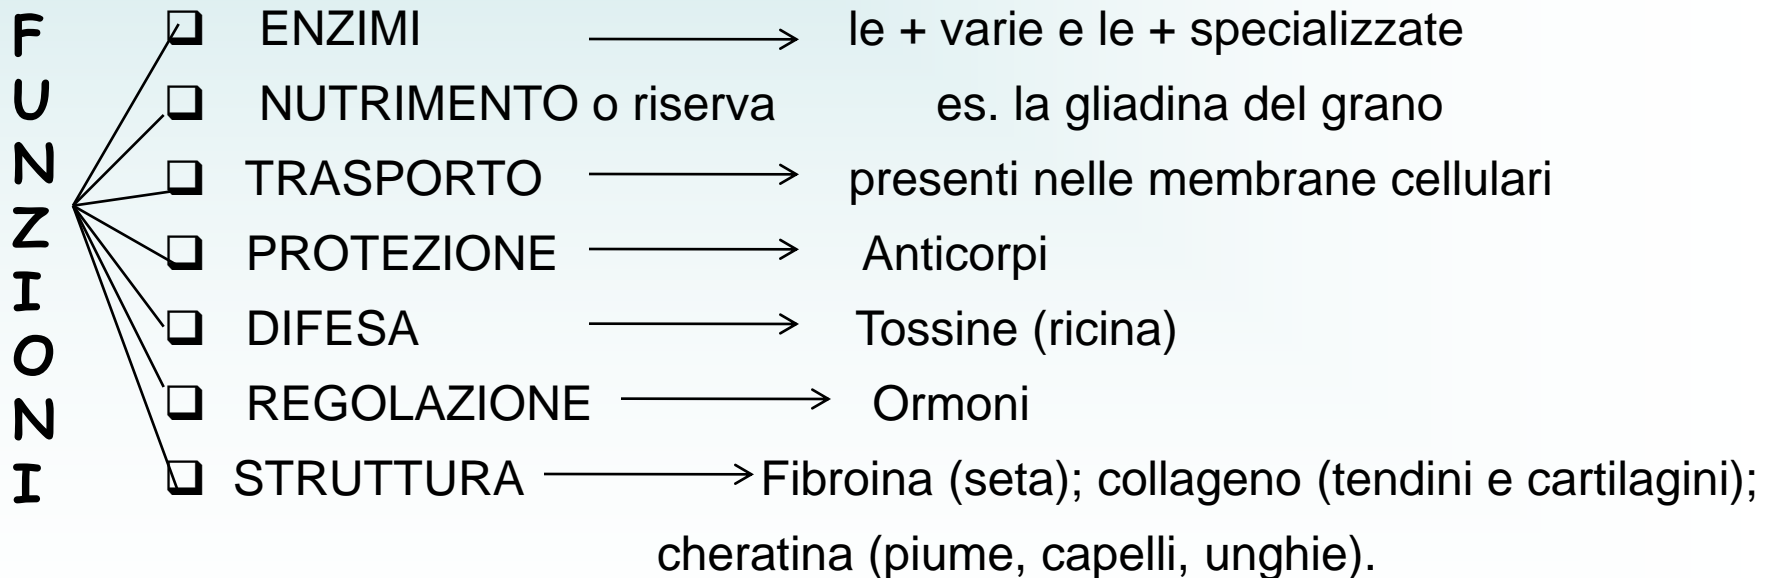 FUNZIONI
ENZIMI le + varie e le + specializzate
NUTRIMENTO o riserva es. la gliadina del grano
TRASPORTO presenti nelle membrane cellulari
PROTEZIONE Anticorpi
DIFESA Tossine (ricina)
REGOLAZIONE Ormoni
STRUTTURA Fibroina (seta); collageno (tendini e cartilagini);
cheratina (piume, capelli, unghie).